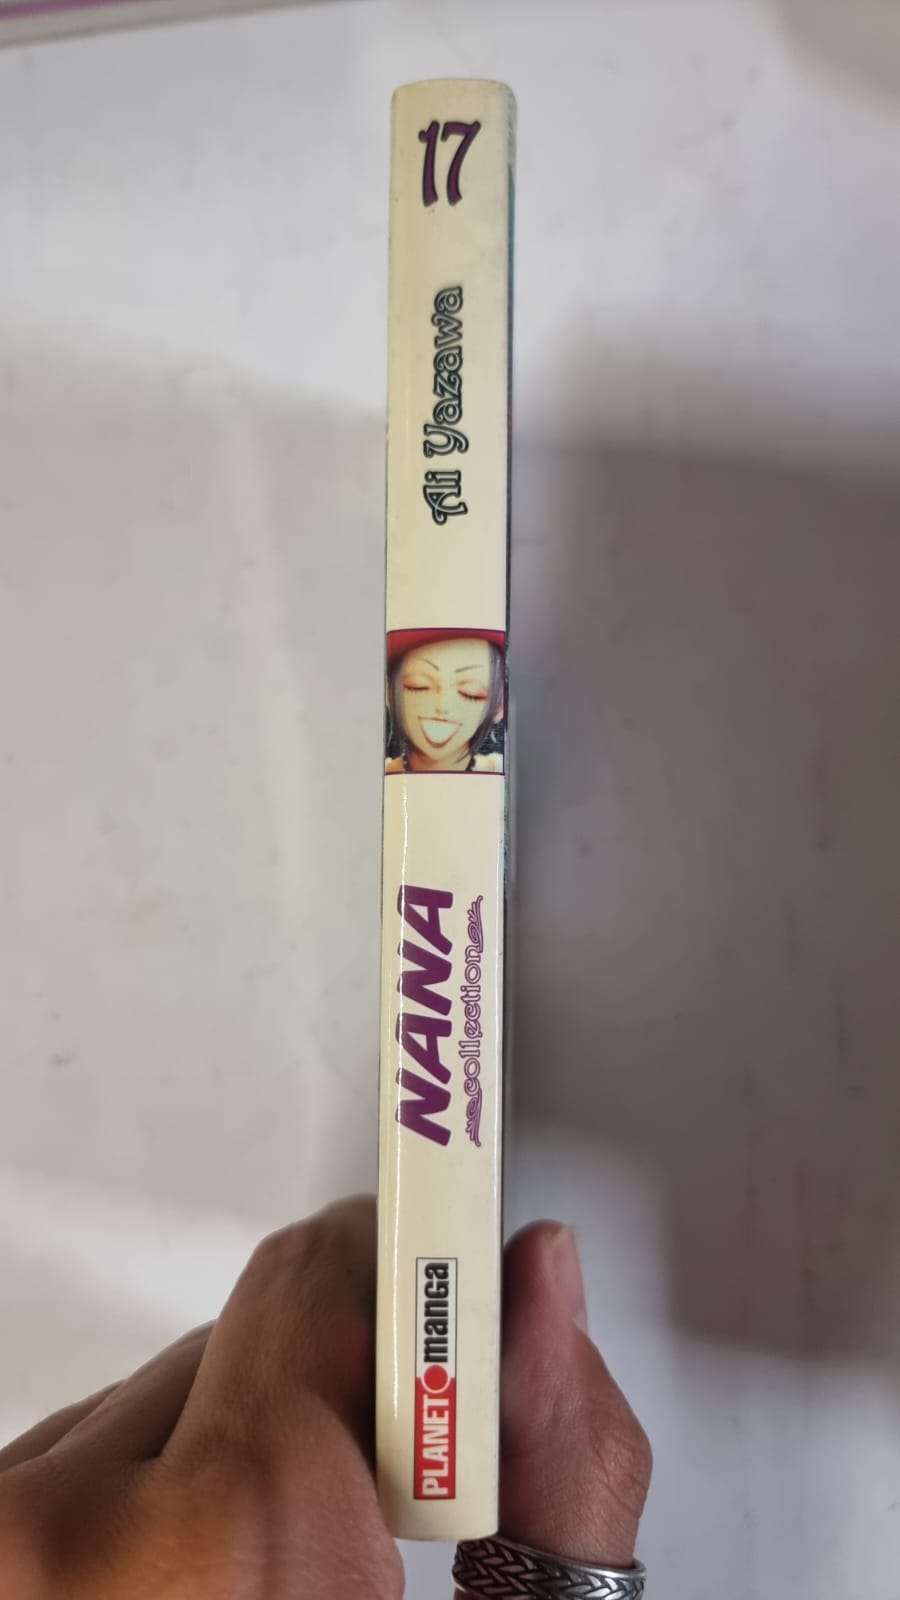 17
Ai Yazawa
NANA
collection
PLANET manga